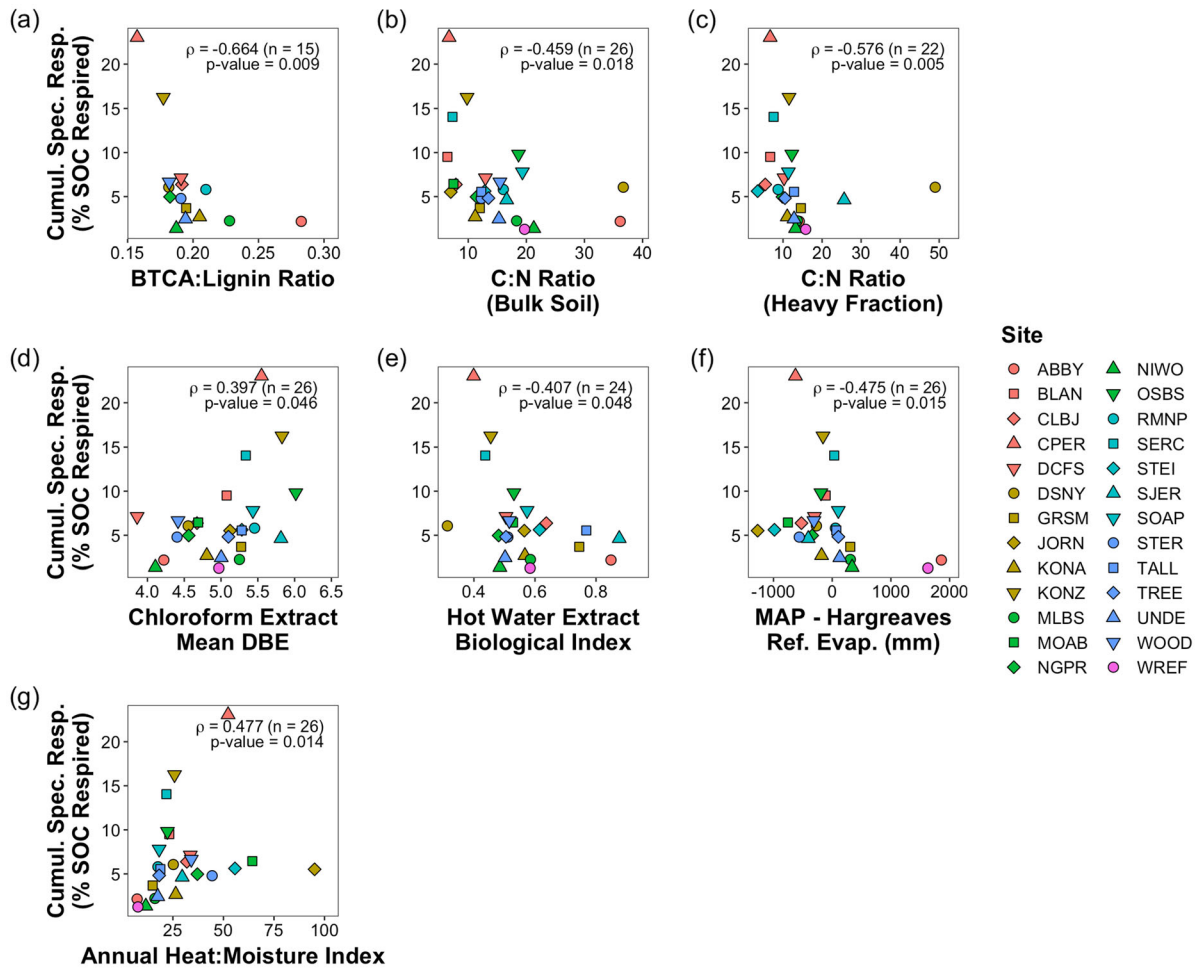 (a)
Cumul. Spec. Resp.
(% SOC Respired)
ρ = -0.664 (n = 15)
p-value = 0.009
20
15
10
5
0.15 0.20 0.25 0.30
BTCA:Lignin Ratio
(b)
ρ = -0.459 (n = 26)
p-value = 0.018
20
15
10
5
10 20 30 40
C:N Ratio
(Bulk Soil)
(c)
ρ = -0.576 (n = 22)
p-value = 0.005
20
15
10
5
10 20 30 40 50
C:N Ratio
(Heavy Fraction)
(d)
Cumul. Spec. Resp.
(% SOC Respired)
ρ = 0.397 (n = 26)
p-value = 0.046
20
15
10
5
4.0 4.5 5.0 5.5 6.0 6.5
Chloroform Extract
Mean DBE
(e)
ρ = -0.407 (n = 24)
p-value = 0.048
20
15
10
5
0.4 0.6 0.8
Hot Water Extract
Biological Index
(f)
ρ = -0.475 (n = 26)
p-value = 0.015
20
15
10
5
-1000 0 1000 2000
MAP - Hargreaves
Ref. Evap. (mm)
(g)
Cumul. Spec. Resp.
(% SOC Respired)
ρ = 0.477 (n = 26)
p-value = 0.014
20
15
10
5
25 50 75 100
Annual Heat:Moisture Index
Site
ABBY
BLAN
CLBJ
CPER
DCFS
DSNY
GRSM
JORN
KONA
KONZ
MLBS
MOAB
NGPR
NIWO
OSBS
RMNP
SERC
STEI
SJER
SOAP
STER
TALL
TREE
UNDE
WOOD
WREF